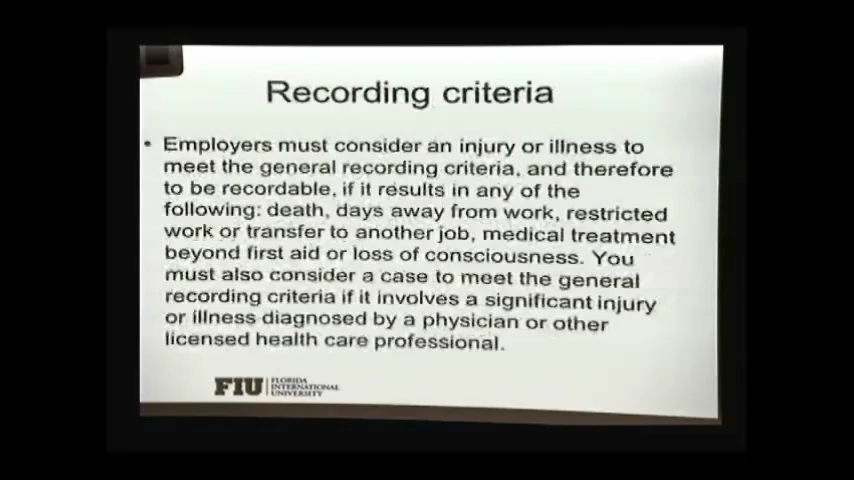 Recording criteria
• Employers must consider an injury or illness to
meet the general recording criteria, and therefore
to be recordable, if it results in any of the
following: death, days away from work, restricted
work or transfer to another job, medical treatment
beyond first aid or loss of consciousness. You
must also consider a case to meet the general
recording criteria if it involves a significant injury
or illness diagnosed by a physician or other
licensed health care professional.
FIU
FLORIDA
INTERNATIONAL
UNIVERSITY